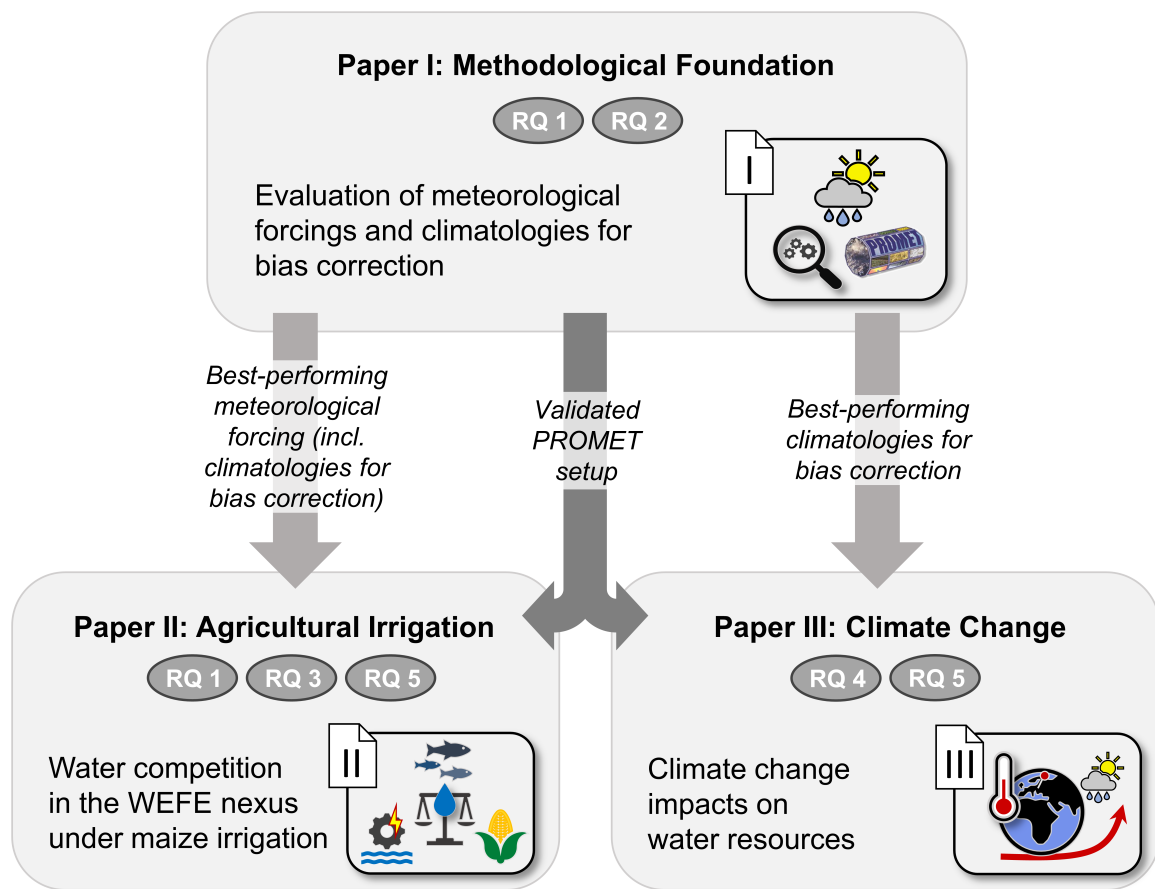 Paper I: Methodological Foundation
RQ 1
RQ 2
I
PROMET
Evaluation of meteorological
forcings and climatologies for
bias correction
Best-performing
meteorological
forcing (incl.
climatologies for
bias correction)
Validated
PROMET
setup
Best-performing
climatologies for
bias correction
Paper II: Agricultural Irrigation
RQ 1
RQ 3
RQ 5
II
Water competition
in the WEFE nexus
under maize irrigation
Paper III: Climate Change
RQ 4
RQ 5
III
Climate change
impacts on
water resources